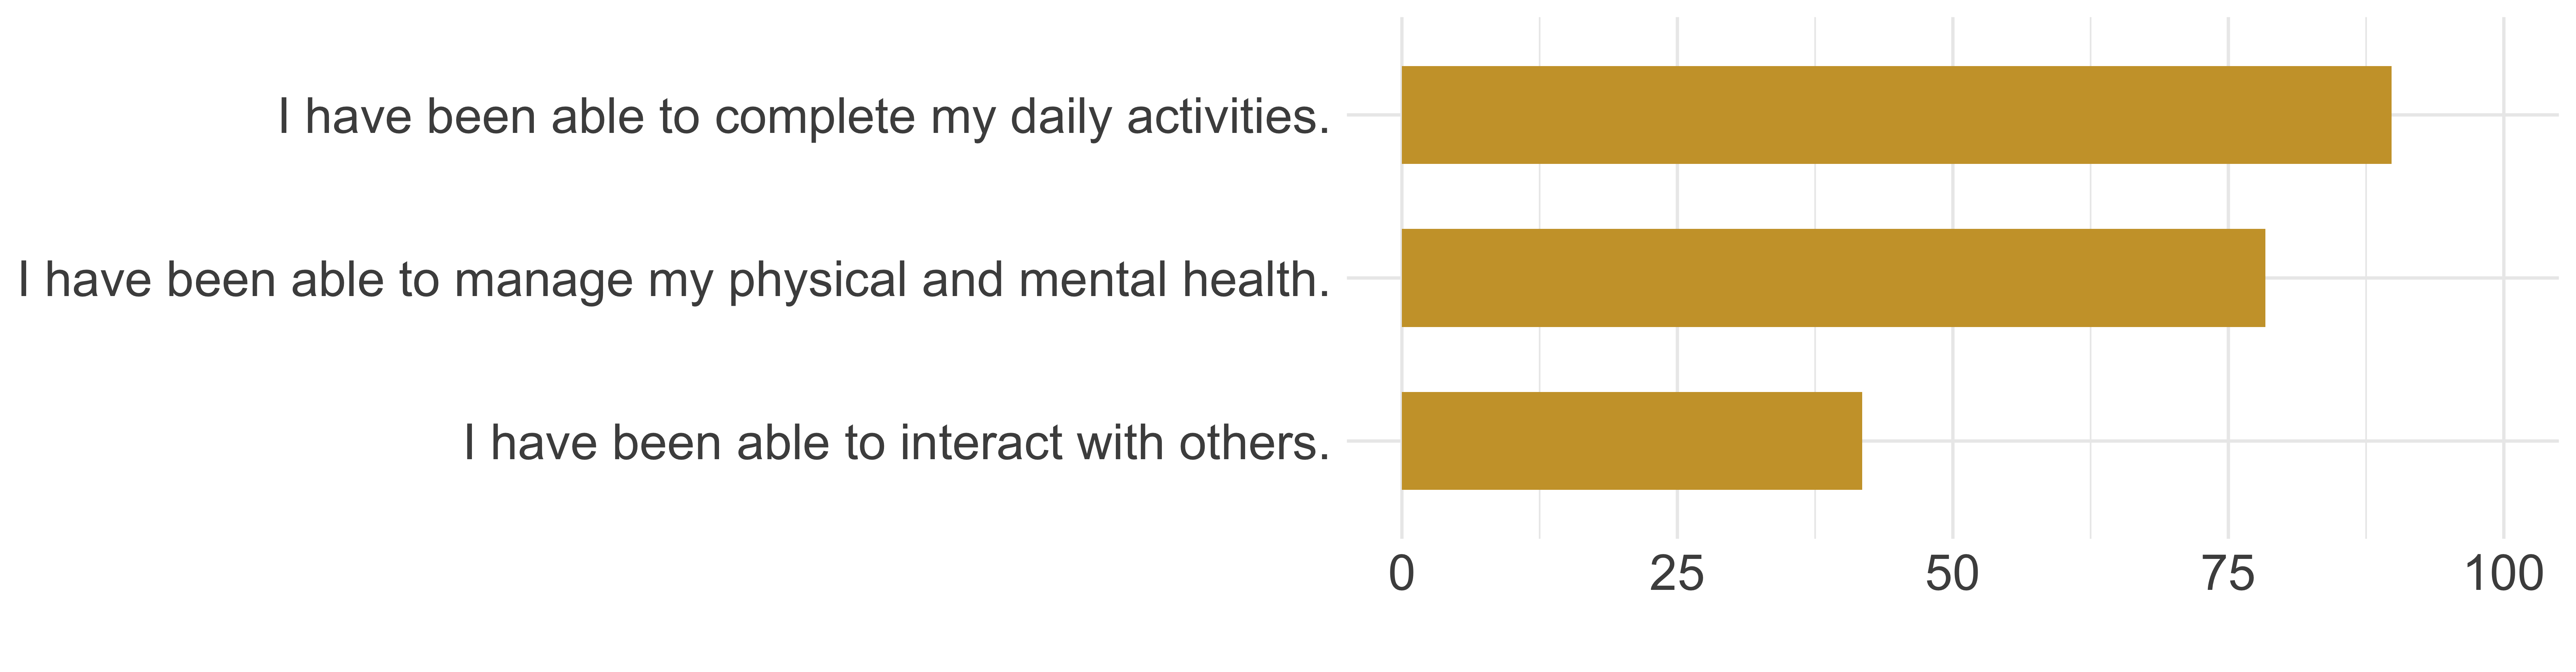 I have been able to complete my daily activities.
I have been able to manage my physical and mental health.
I have been able to interact with others.
0 25 50 75 100